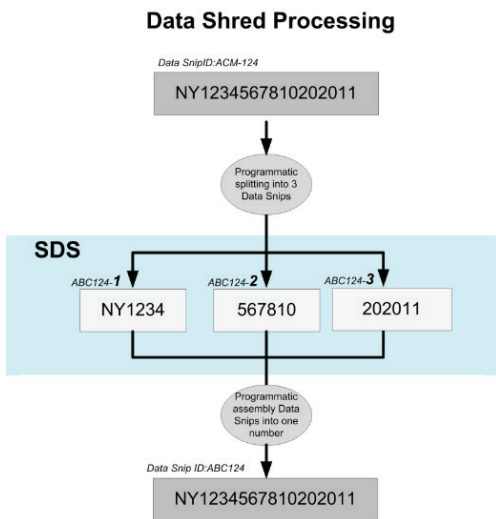 Data Shred Processing
Data SnipID:ACM-124
NY1234567810202011
Programmatic
splitting into 3
Data Snips
SDS
ABC124-1
ABC124-2
ABC124-3
NY1234
567810
202011
Programmatic
assembly Data
Snips into one
number
Data Snip ID:ABC124
NY1234567810202011